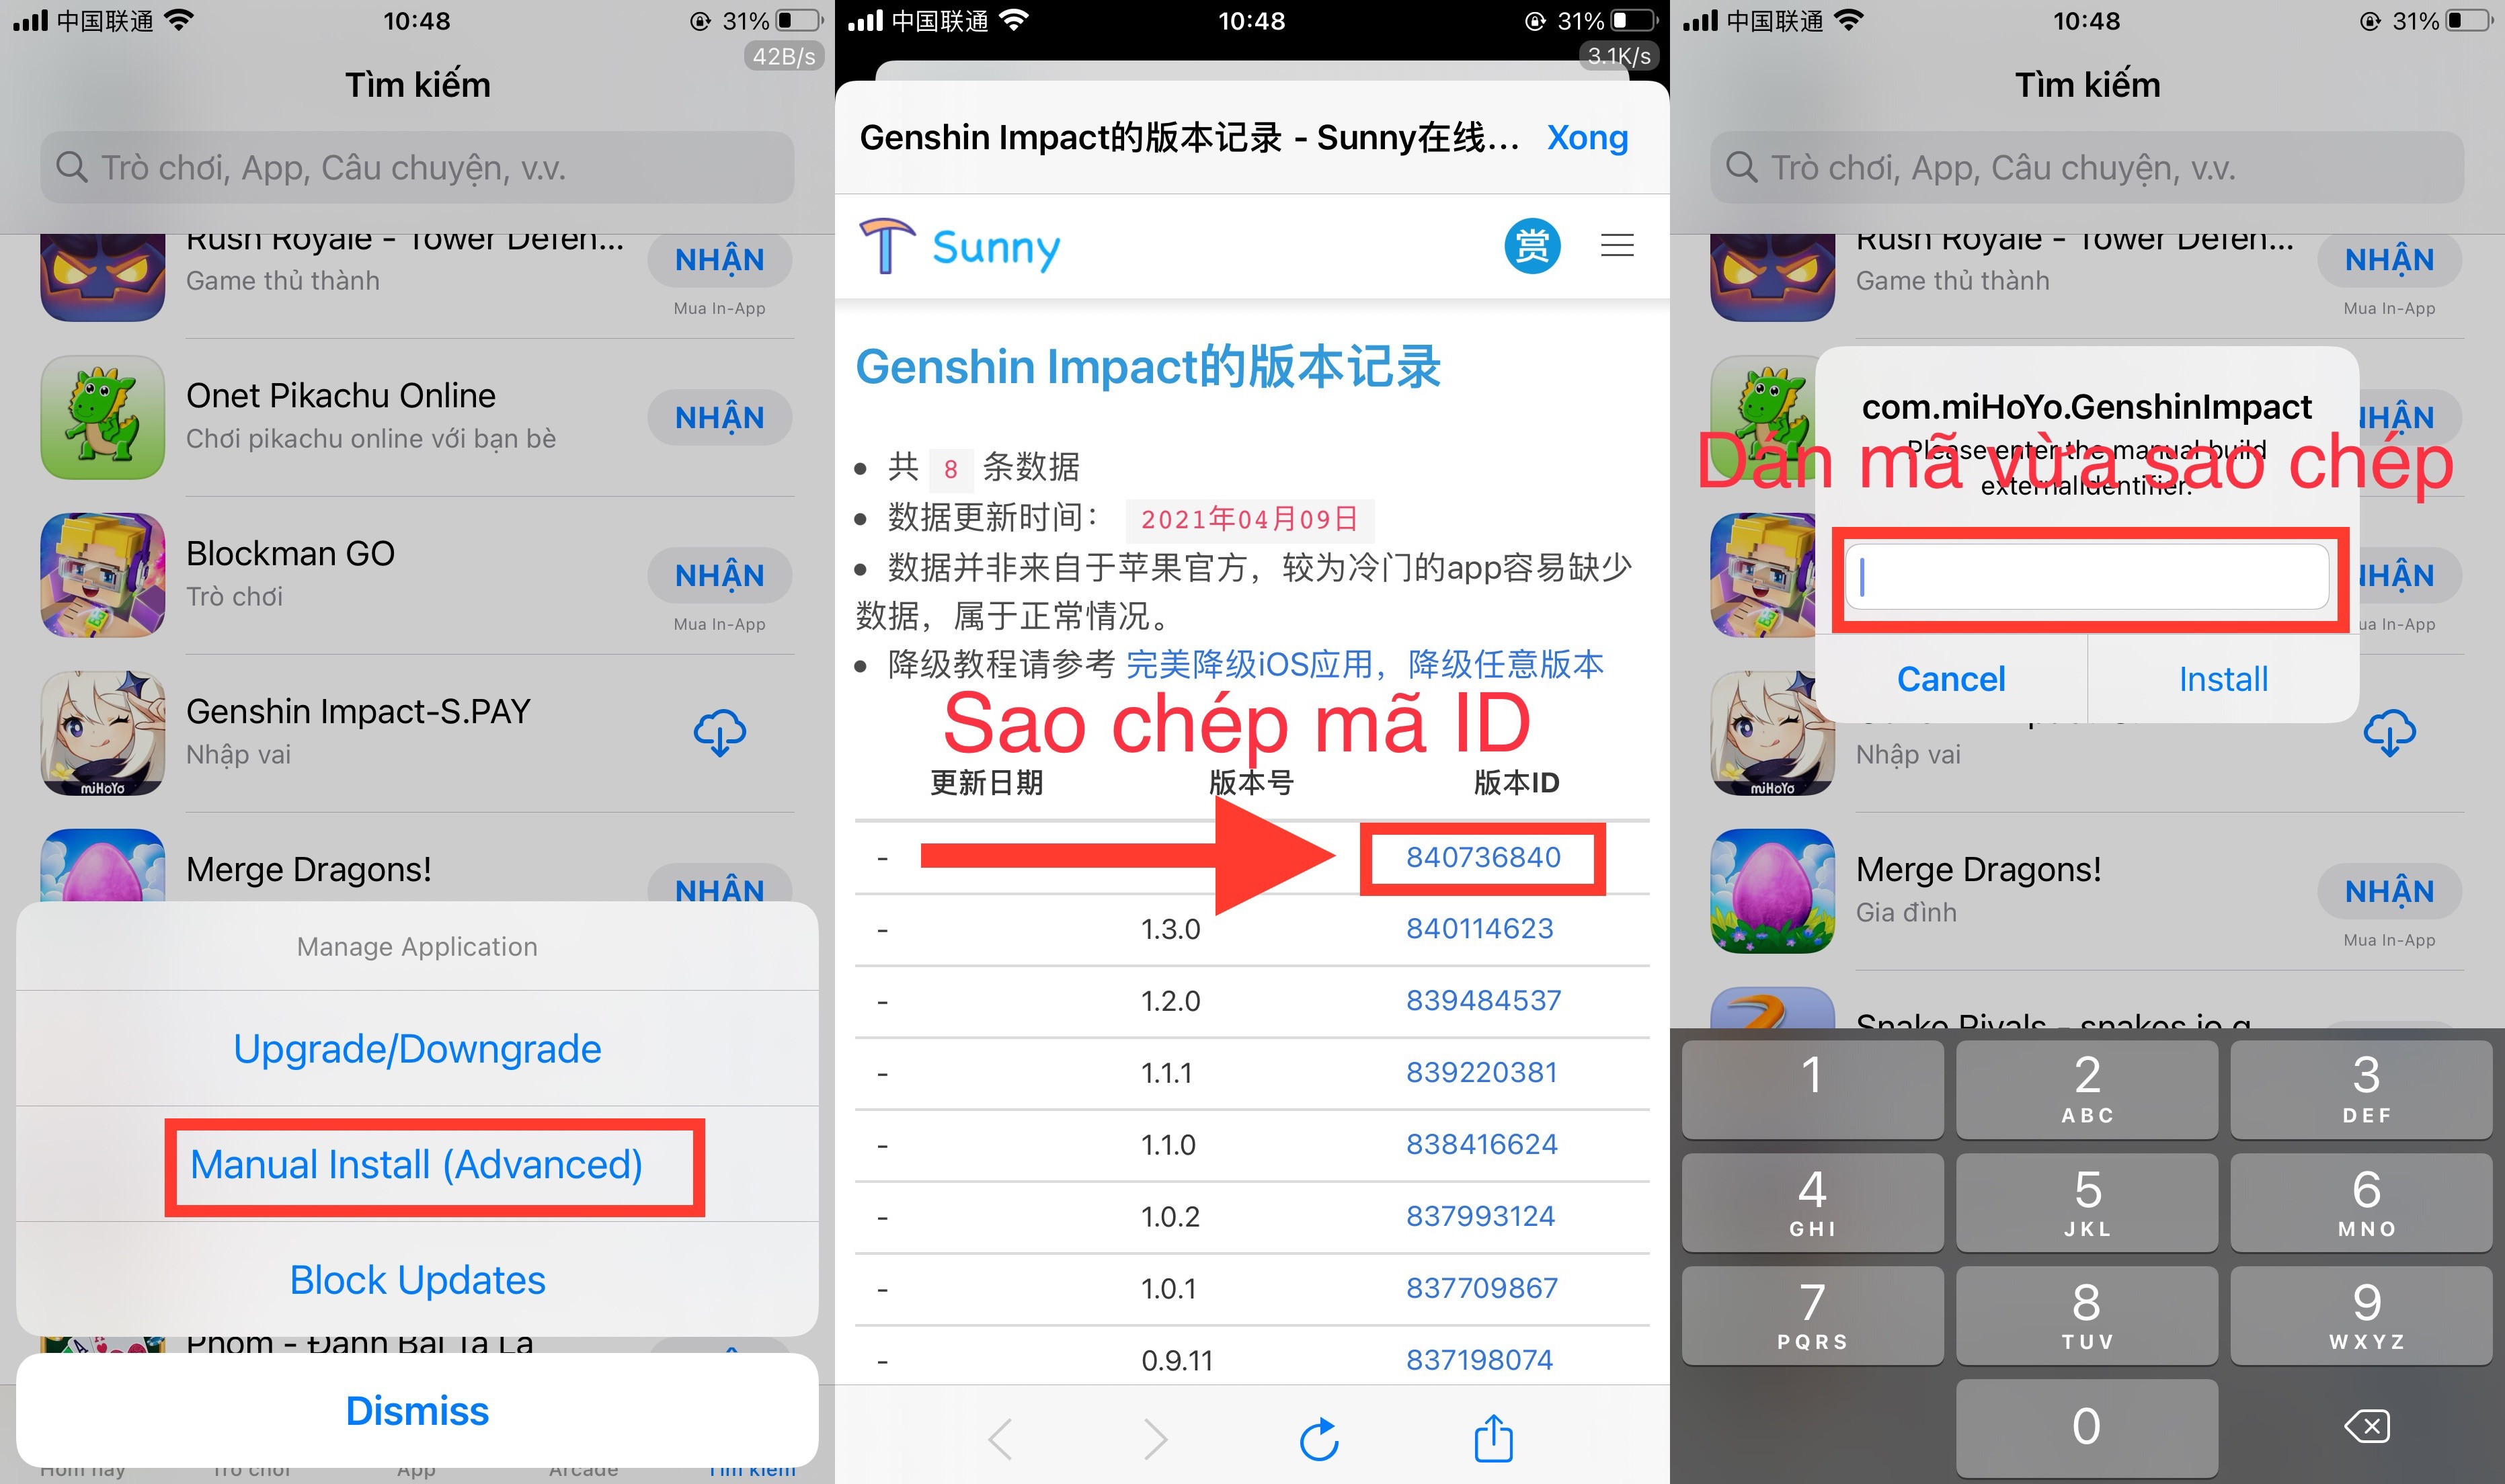 中国联通
10:48
31%
42B/s
Tìm kiếm
Trò chơi, App, Câu chuyện, v.v.
Rush Royale - Tower Defen...
NHẬN
Game thủ thành
Mua In-App
Onet Pikachu Online
NHẬN
Chơi pikachu online với bạn bè
Blockman GO
NHẬN
Trò chơi
Mua In-App
Genshin Impact-S.PAY
Nhập vai
miHoYo
Merge Dragons!
NHẬN
Manage Application
Upgrade/Downgrade
Manual Install (Advanced)
Block Updates
Phỏm - Đánh Bài Tá Lả
Dismiss
Hôm nay
Trò chơi
App
Arcade
Tìm kiếm
中国联通
10:48
31%
3.1K/s
Genshin Impact的版本记录 - Sunny在线...
Xong
Sunny
赏
Genshin Impact的版本记录
共 8 条数据
数据更新时间： 2021年04月09日
数据并非来自于苹果官方，较为冷门的app容易缺少
数据，属于正常情况。
降级教程请参考 完美降级iOS应用，降级任意版本
Sao chép mã ID
更新日期 版本号 版本ID
- 840736840
- 1.3.0 840114623
- 1.2.0 839484537
- 1.1.1 839220381
- 1.1.0 838416624
- 1.0.2 837993124
- 1.0.1 837709867
- 0.9.11 837198074
中国联通
10:48
31%
Tìm kiếm
Trò chơi, App, Câu chuyện, v.v.
Rush Royale - Tower Defen...
NHẬN
Game thủ thành
Mua In-App
NHẬN
com.miHoYo.GenshinImpact
Please enter the manual build
externalIdentifier.
Dán mã vừa sao chép
NHẬN
ua In-App
Cancel
Install
Nhập vai
miHoYo
Merge Dragons!
NHẬN
Gia đình
Mua In-App
Snake Rivals - snakes io g
1
2
ABC
3
DEF
4
GHI
5
JKL
6
MNO
7
PQRS
8
TUV
9
WXYZ
0